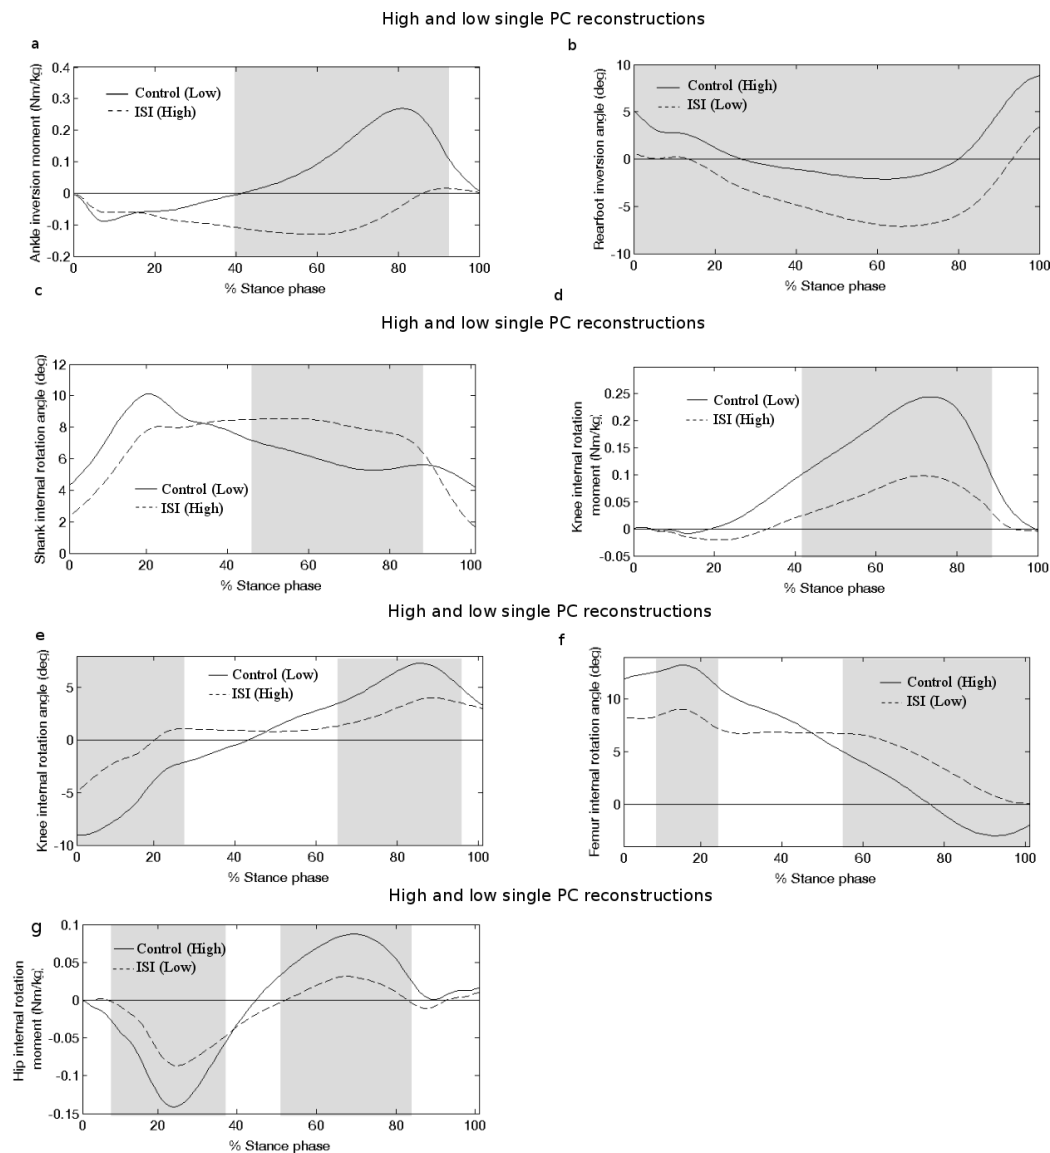 High and low single PC reconstructions
a
Ankle inversion moment (Nm/kg)
0.4
0.3
0.2
0.1
0
-0.1
-0.2
Control (Low)
ISI (High)
0 20 40 60 80 100
% Stance phase
b
Rearfoot inversion angle (deg)
10
5
0
-5
-10
Control (High)
ISI (Low)
0 20 40 60 80 100
% Stance phase
c
d
High and low single PC reconstructions
Shank internal rotation angle (deg)
12
10
8
6
4
2
0
Control (Low)
ISI (High)
0 20 40 60 80 100
% Stance phase
Knee internal rotation
moment (Nm/kg)
0.25
0.2
0.15
0.1
0.05
0
-0.05
Control (Low)
ISI (High)
0 20 40 60 80 100
% Stance phase
High and low single PC reconstructions
e
Knee internal rotation angle (deg)
5
0
-5
-10
Control (Low)
ISI (High)
0 20 40 60 80 100
% Stance phase
f
Femur internal rotation angle (deg)
10
5
0
Control (High)
ISI (Low)
0 20 40 60 80 100
% Stance phase
High and low single PC reconstructions
g
Hip internal rotation
moment (Nm/kg)
0.1
0.05
0
-0.05
-0.1
-0.15
Control (High)
ISI (Low)
0 20 40 60 80 100
% Stance phase